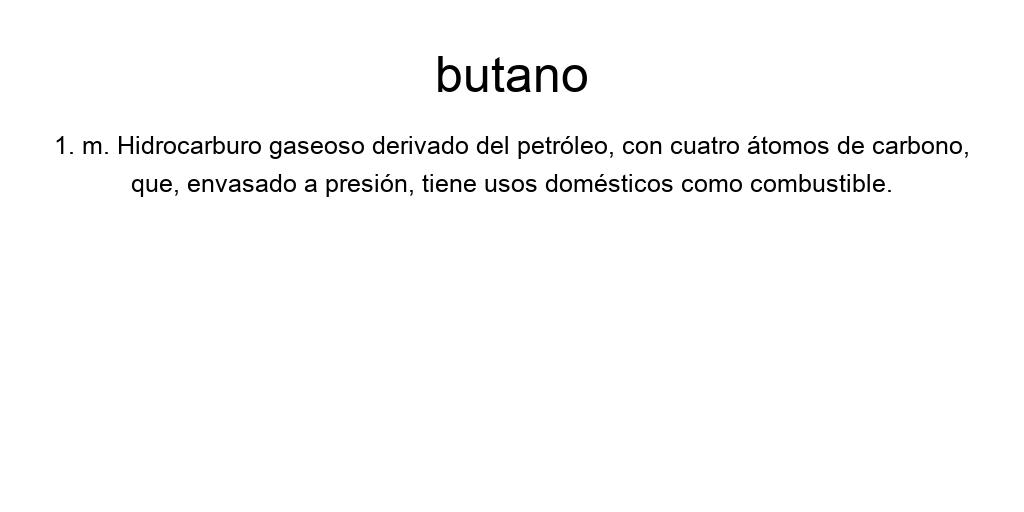 butano
1. m. Hidrocarburo gaseoso derivado del petróleo, con cuatro átomos de carbono,
que, envasado a presión, tiene usos domésticos como combustible.